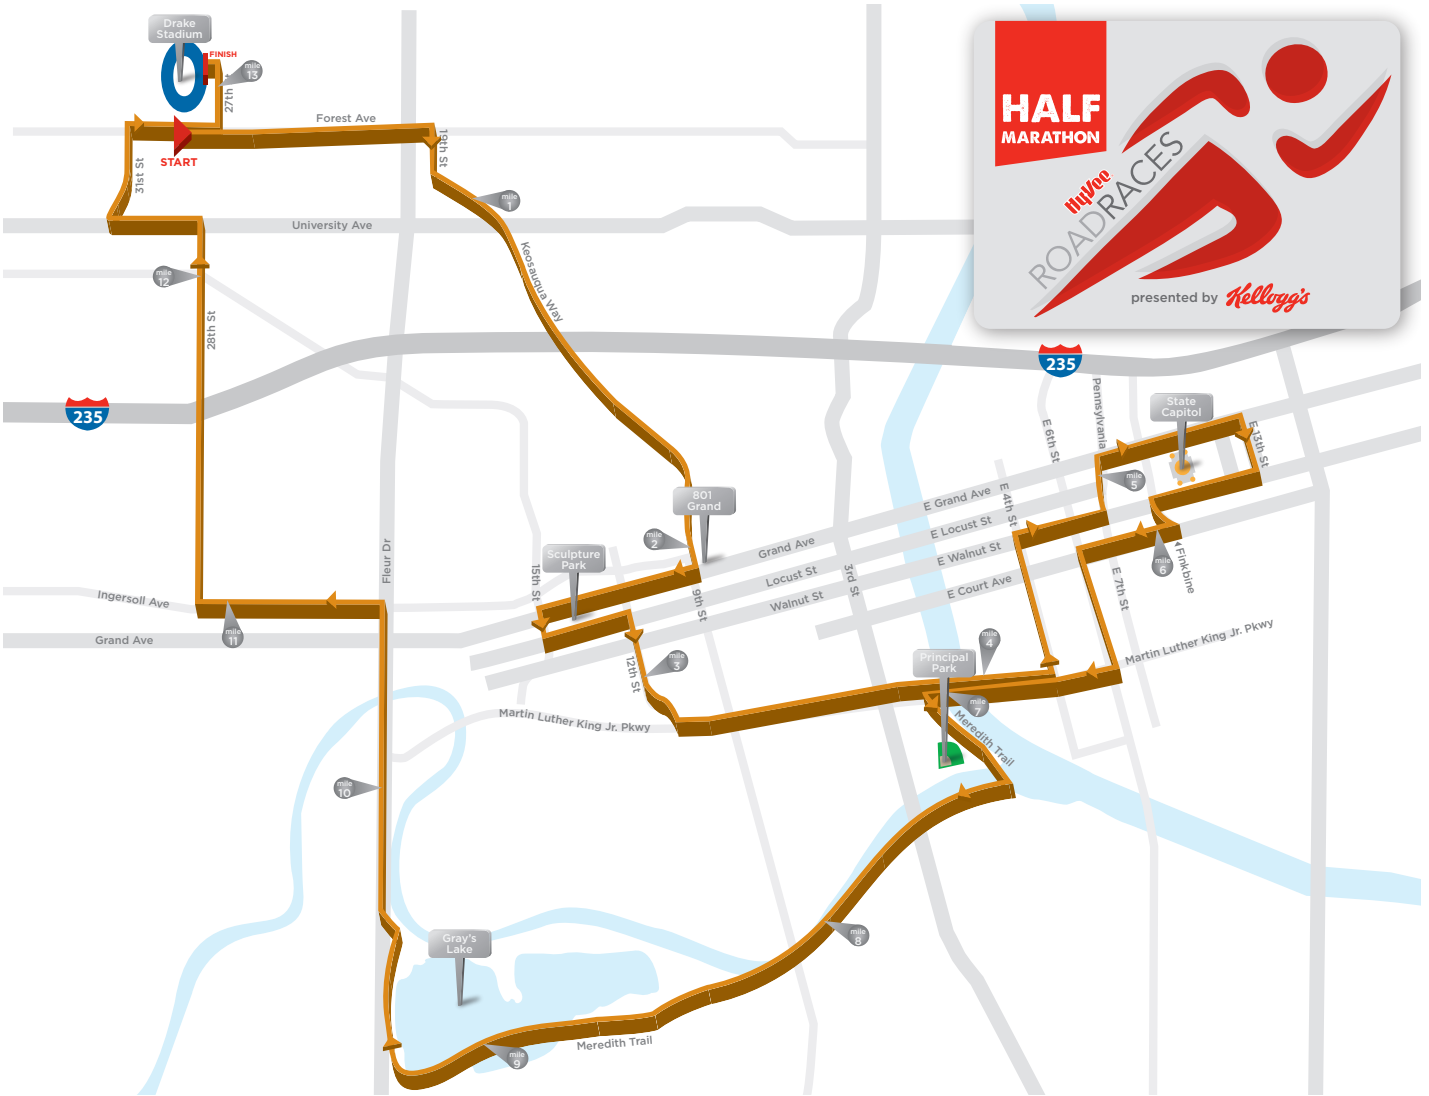 Drake
Stadium
FINISH
mile
13
27th
Forest Ave
START
31st St
19th St
mile
1
University Ave
Keosauqua Way
mile
12
28th St
235
HALF
MARATHON
HyVee
ROADRACES
presented by Kellogg's
235
Pennsylvania
State
Capitol
E 13th St
E 6th St
mile
5
801
Grand
mile
2
Sculpture
Park
Grand Ave
E Grand Ave
E 4th St
E Locust St
E Walnut St
E Court Ave
mile
6
Finkbine
E 7th St
Fleur Dr
15th St
9th St
Locust St
Walnut St
3rd St
Ingersoll Ave
Grand Ave
mile
11
12th St
mile
3
mile
4
Principal
Park
Martin Luther King Jr. Pkwy
Martin Luther King Jr. Pkwy
mile
7
Meredith Trail
mile
10
Gray's
Lake
mile
8
mile
9
Meredith Trail